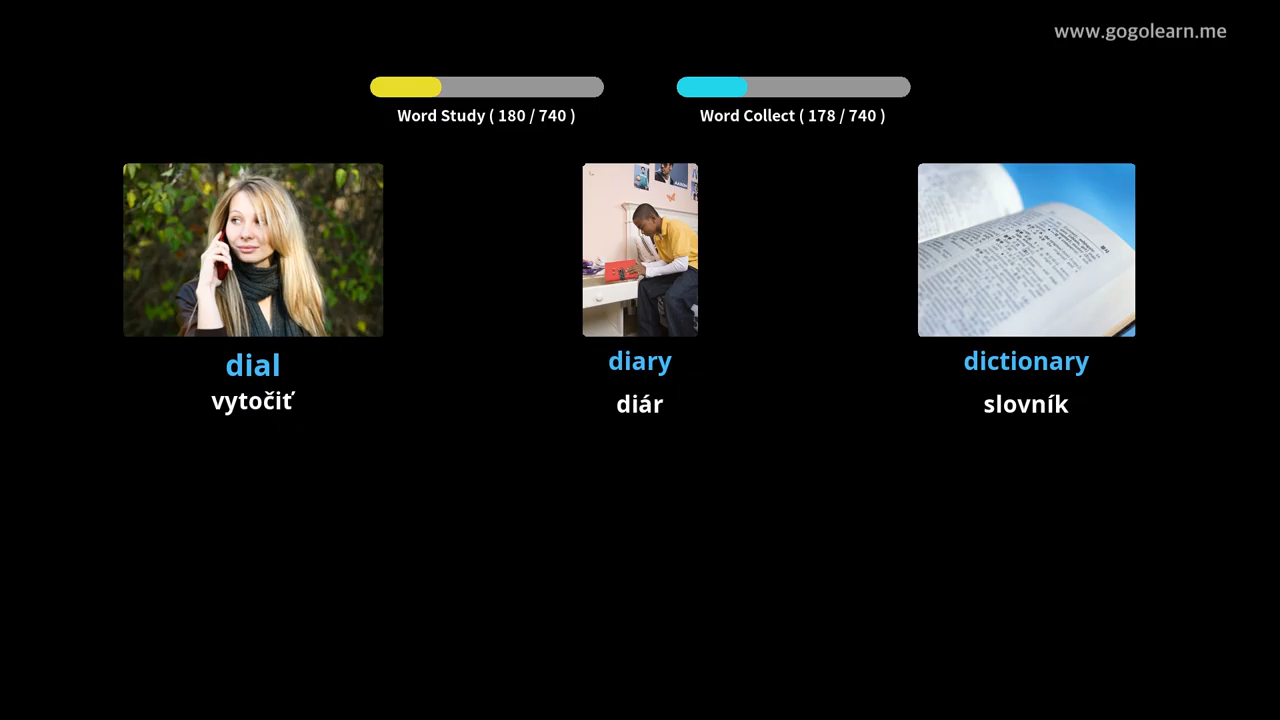 www.gogolearn.me
Word Study ( 180 / 740 )
Word Collect ( 178 / 740 )
dial
vytočiť
diary
diár
dictionary
slovník